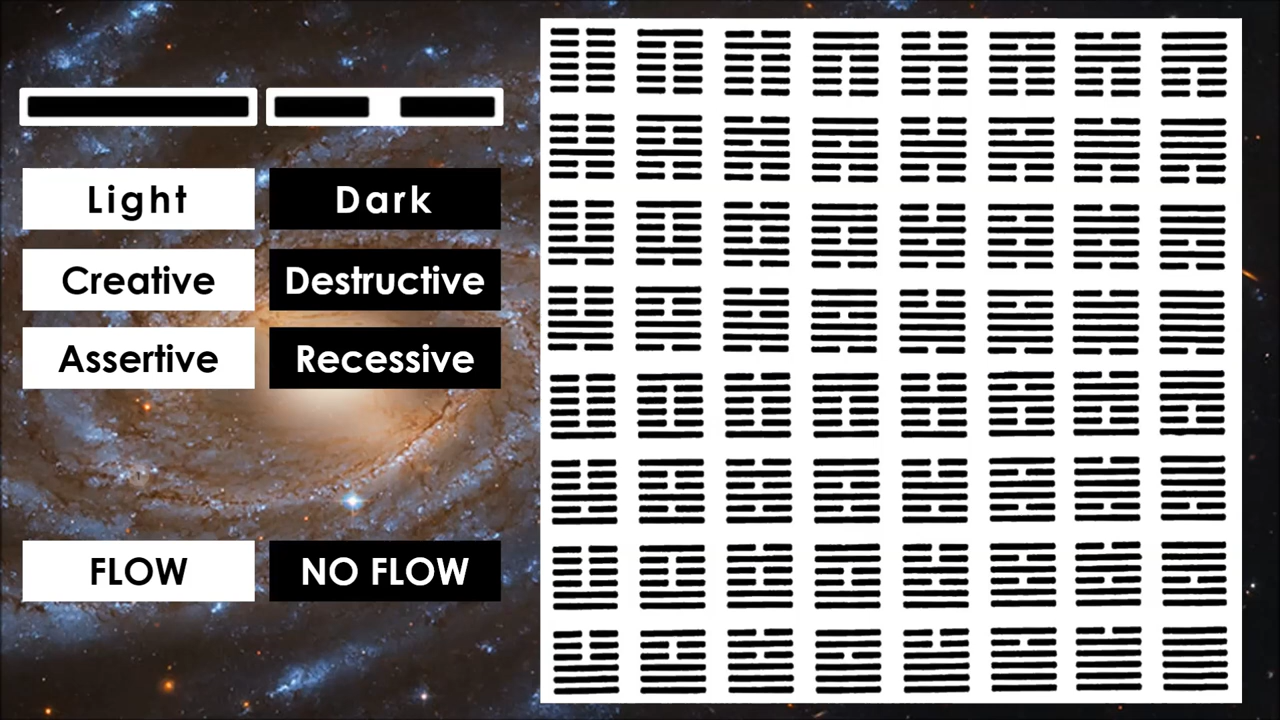 Light
Dark
Creative
Destructive
Assertive
Recessive
FLOW
NO FLOW